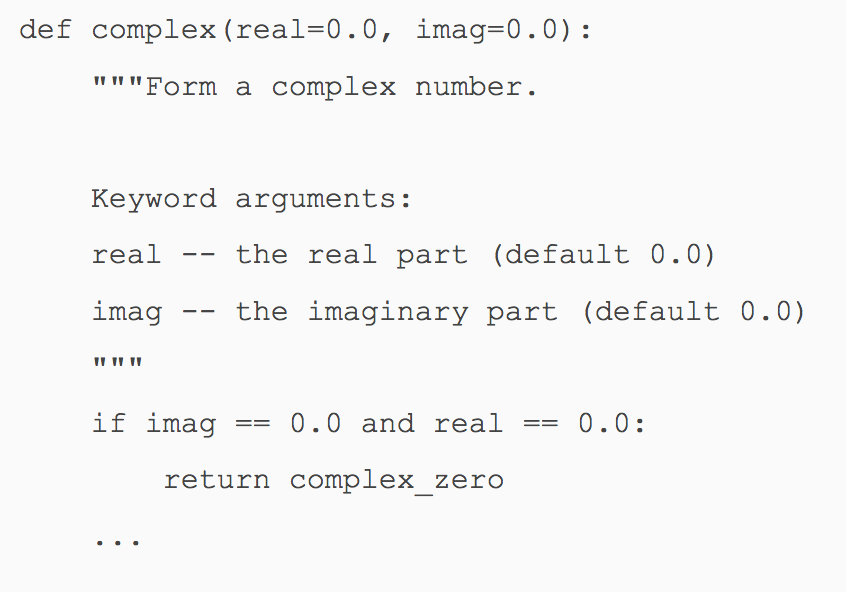 def complex(real=0.0, imag=0.0):
    """Form a complex number.

    Keyword arguments:
    real -- the real part (default 0.0)
    imag -- the imaginary part (default 0.0)
    """
    if imag == 0.0 and real == 0.0:
        return complex_zero
    ...